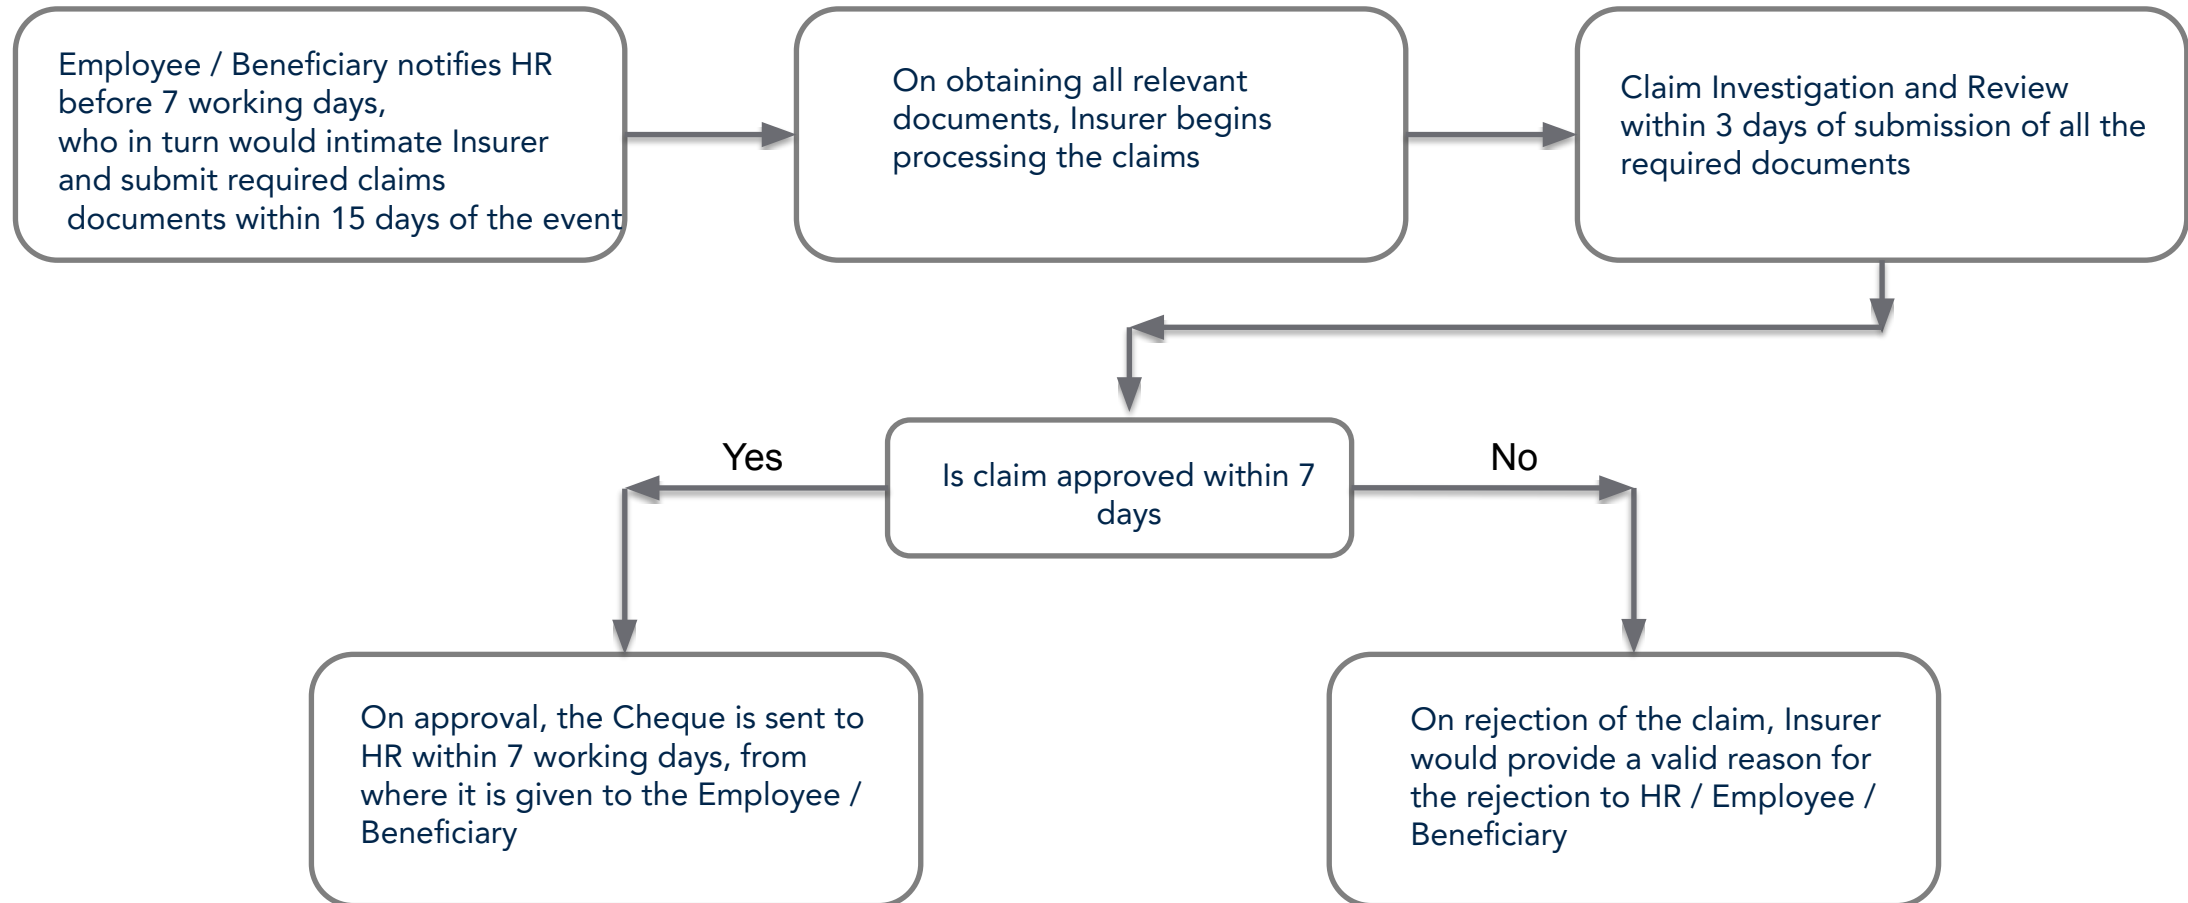 Employee / Beneficiary notifies HR
before 7 working days,
who in turn would intimate Insurer
and submit required claims
documents within 15 days of the event
On obtaining all relevant
documents, Insurer begins
processing the claims
Claim Investigation and Review
within 3 days of submission of all the
required documents
Yes
Is claim approved within 7
days
No
On approval, the Cheque is sent to
HR within 7 working days, from
where it is given to the Employee /
Beneficiary
On rejection of the claim, Insurer
would provide a valid reason for
the rejection to HR / Employee /
Beneficiary